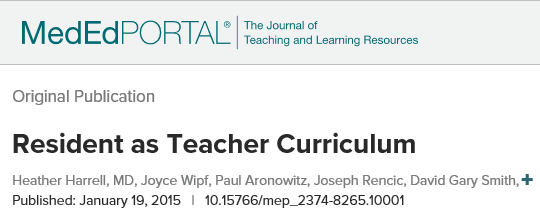 MedEdPORTAL® The Journal of
Teaching and Learning Resources
Original Publication
Resident as Teacher Curriculum
Heather Harrell, MD, Joyce Wipf, Paul Aronowitz, Joseph Rencic, David Gary Smith, +
Published: January 19, 2015 | 10.15766/mep_2374-8265.10001